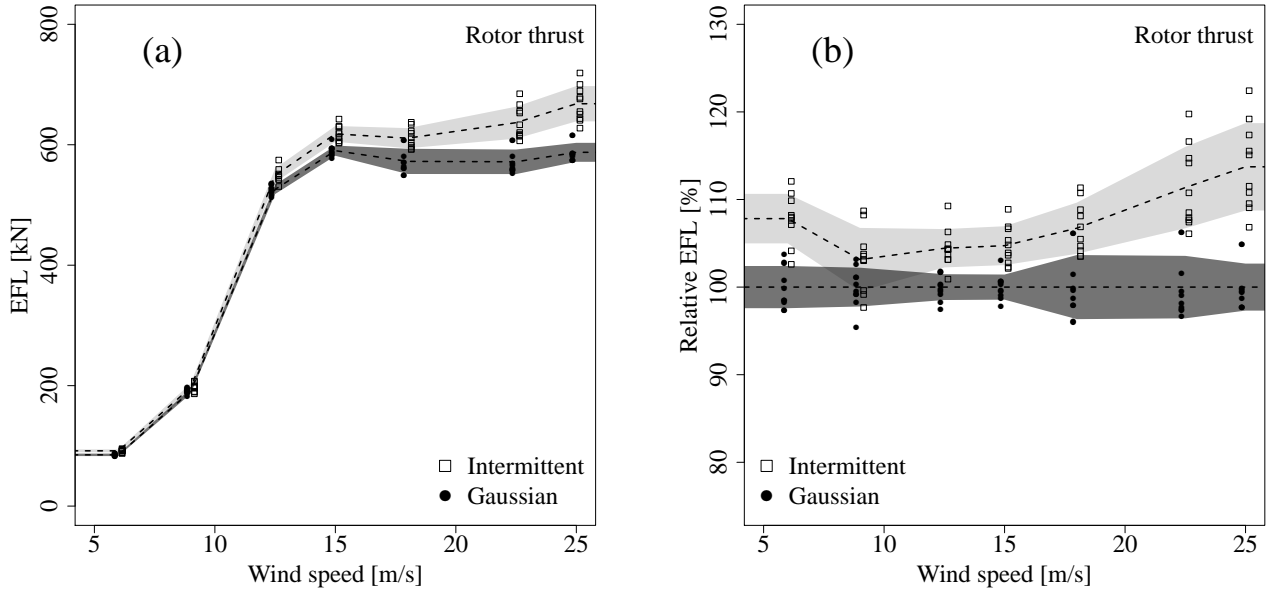 (a)
Rotor thrust
EFL [kN]
800
600
400
200
0
Intermittent
Gaussian
5 10 15 20 25
Wind speed [m/s]
(b)
Rotor thrust
Relative EFL [%]
130
120
110
100
90
80
Intermittent
Gaussian
5 10 15 20 25
Wind speed [m/s]